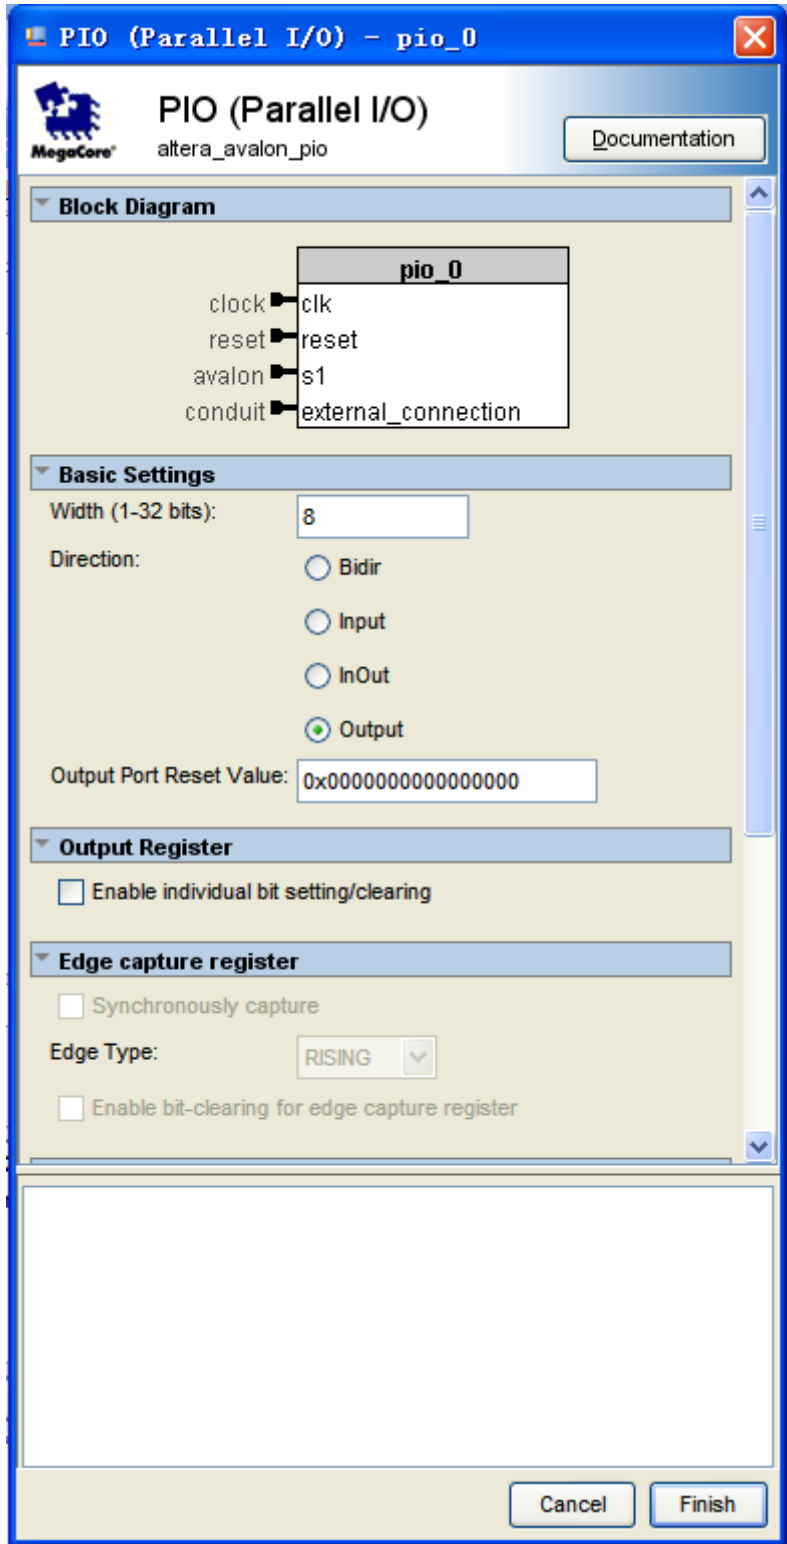 PIO (Parallel I/O) - pio_0
PIO (Parallel I/O)
MegaCore®
altera_avalon_pio
Documentation
Block Diagram
pio_0
clock clk
reset reset
avalon s1
conduit external_connection
Basic Settings
Width (1-32 bits): 8
Direction: Bidir
Input
InOut
Output
Output Port Reset Value: 0x0000000000000000
Output Register
Enable individual bit setting/clearing
Edge capture register
Synchronously capture
Edge Type: RISING
Enable bit-clearing for edge capture register
Cancel Finish